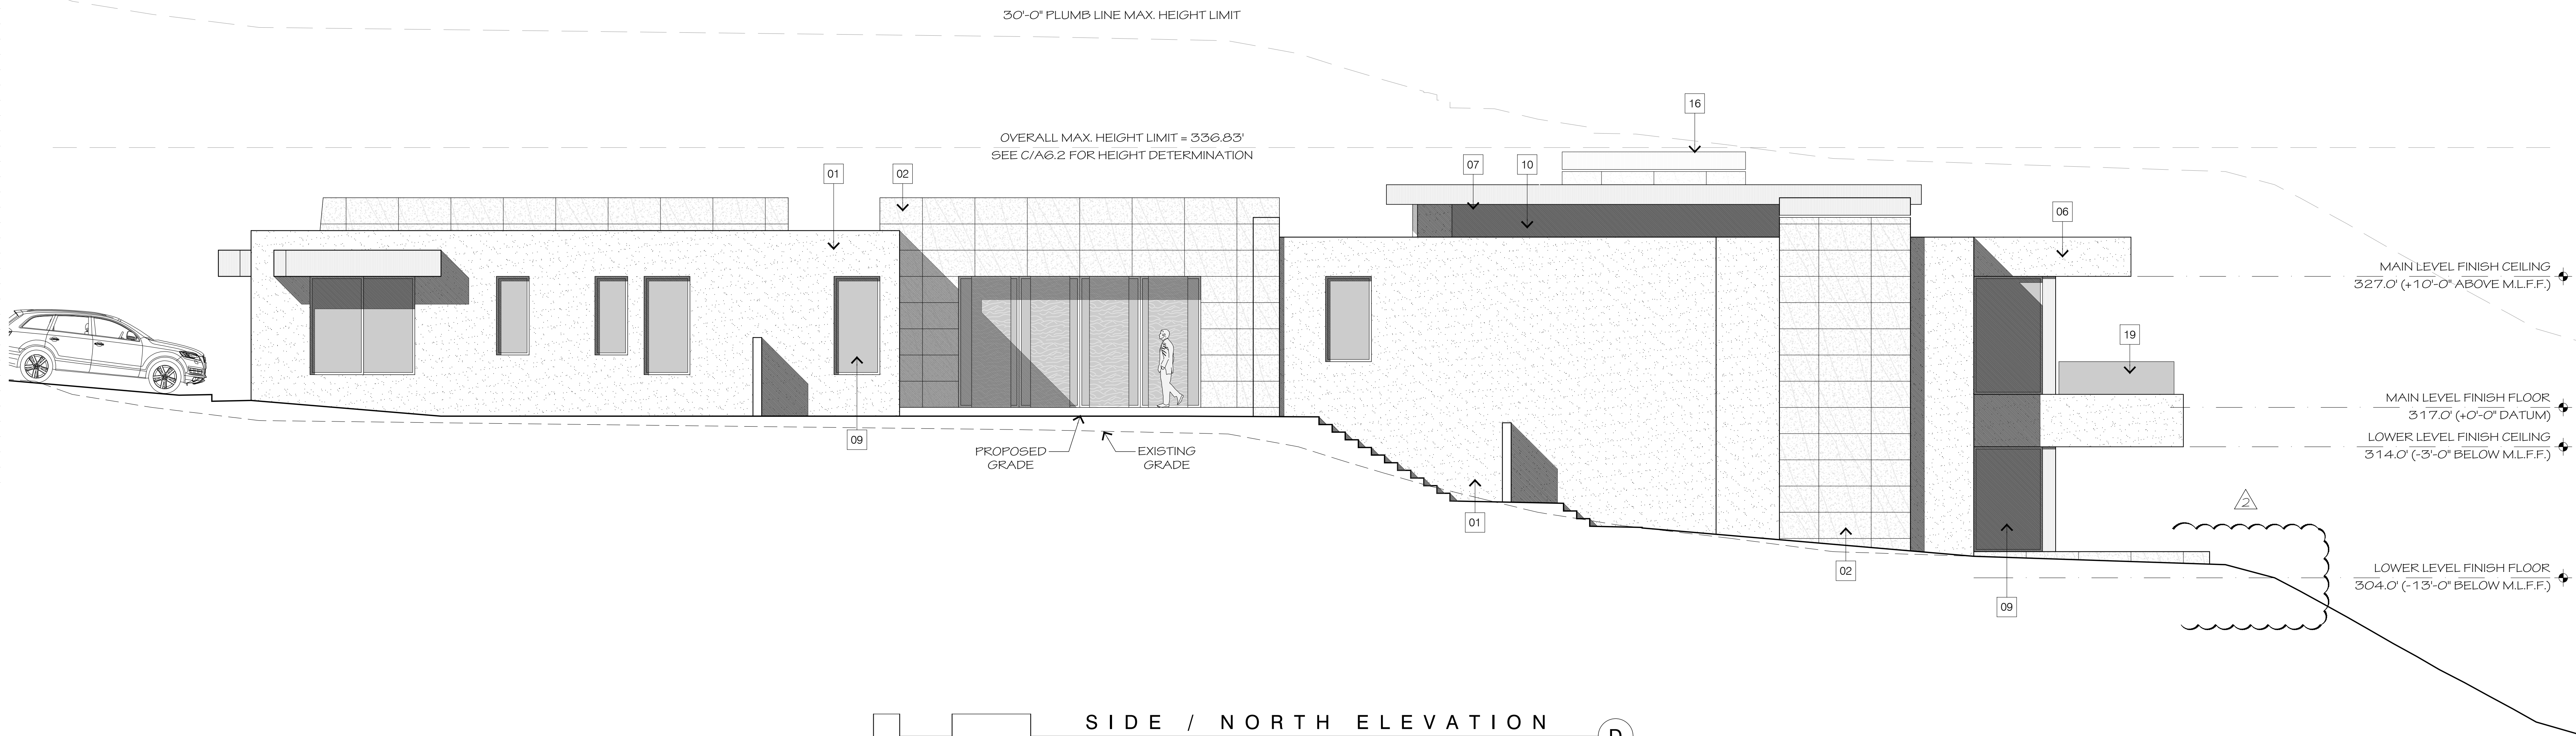 30'-0" PLUMB LINE MAX. HEIGHT LIMIT
16
OVERALL MAX. HEIGHT LIMIT = 336.83'
SEE C/A6.2 FOR HEIGHT DETERMINATION
01
02
07
10
06
MAIN LEVEL FINISH CEILING
327.0' (+10'-0" ABOVE M.L.F.F.)
19
MAIN LEVEL FINISH FLOOR
317.0' (+0'-0" DATUM)
09
LOWER LEVEL FINISH CEILING
314.0' (-3'-0" BELOW M.L.F.F.)
PROPOSED
GRADE
EXISTING
GRADE
2
01
02
LOWER LEVEL FINISH FLOOR
304.0' (-13'-0" BELOW M.L.F.F.)
09
SIDE / NORTH ELEVATION